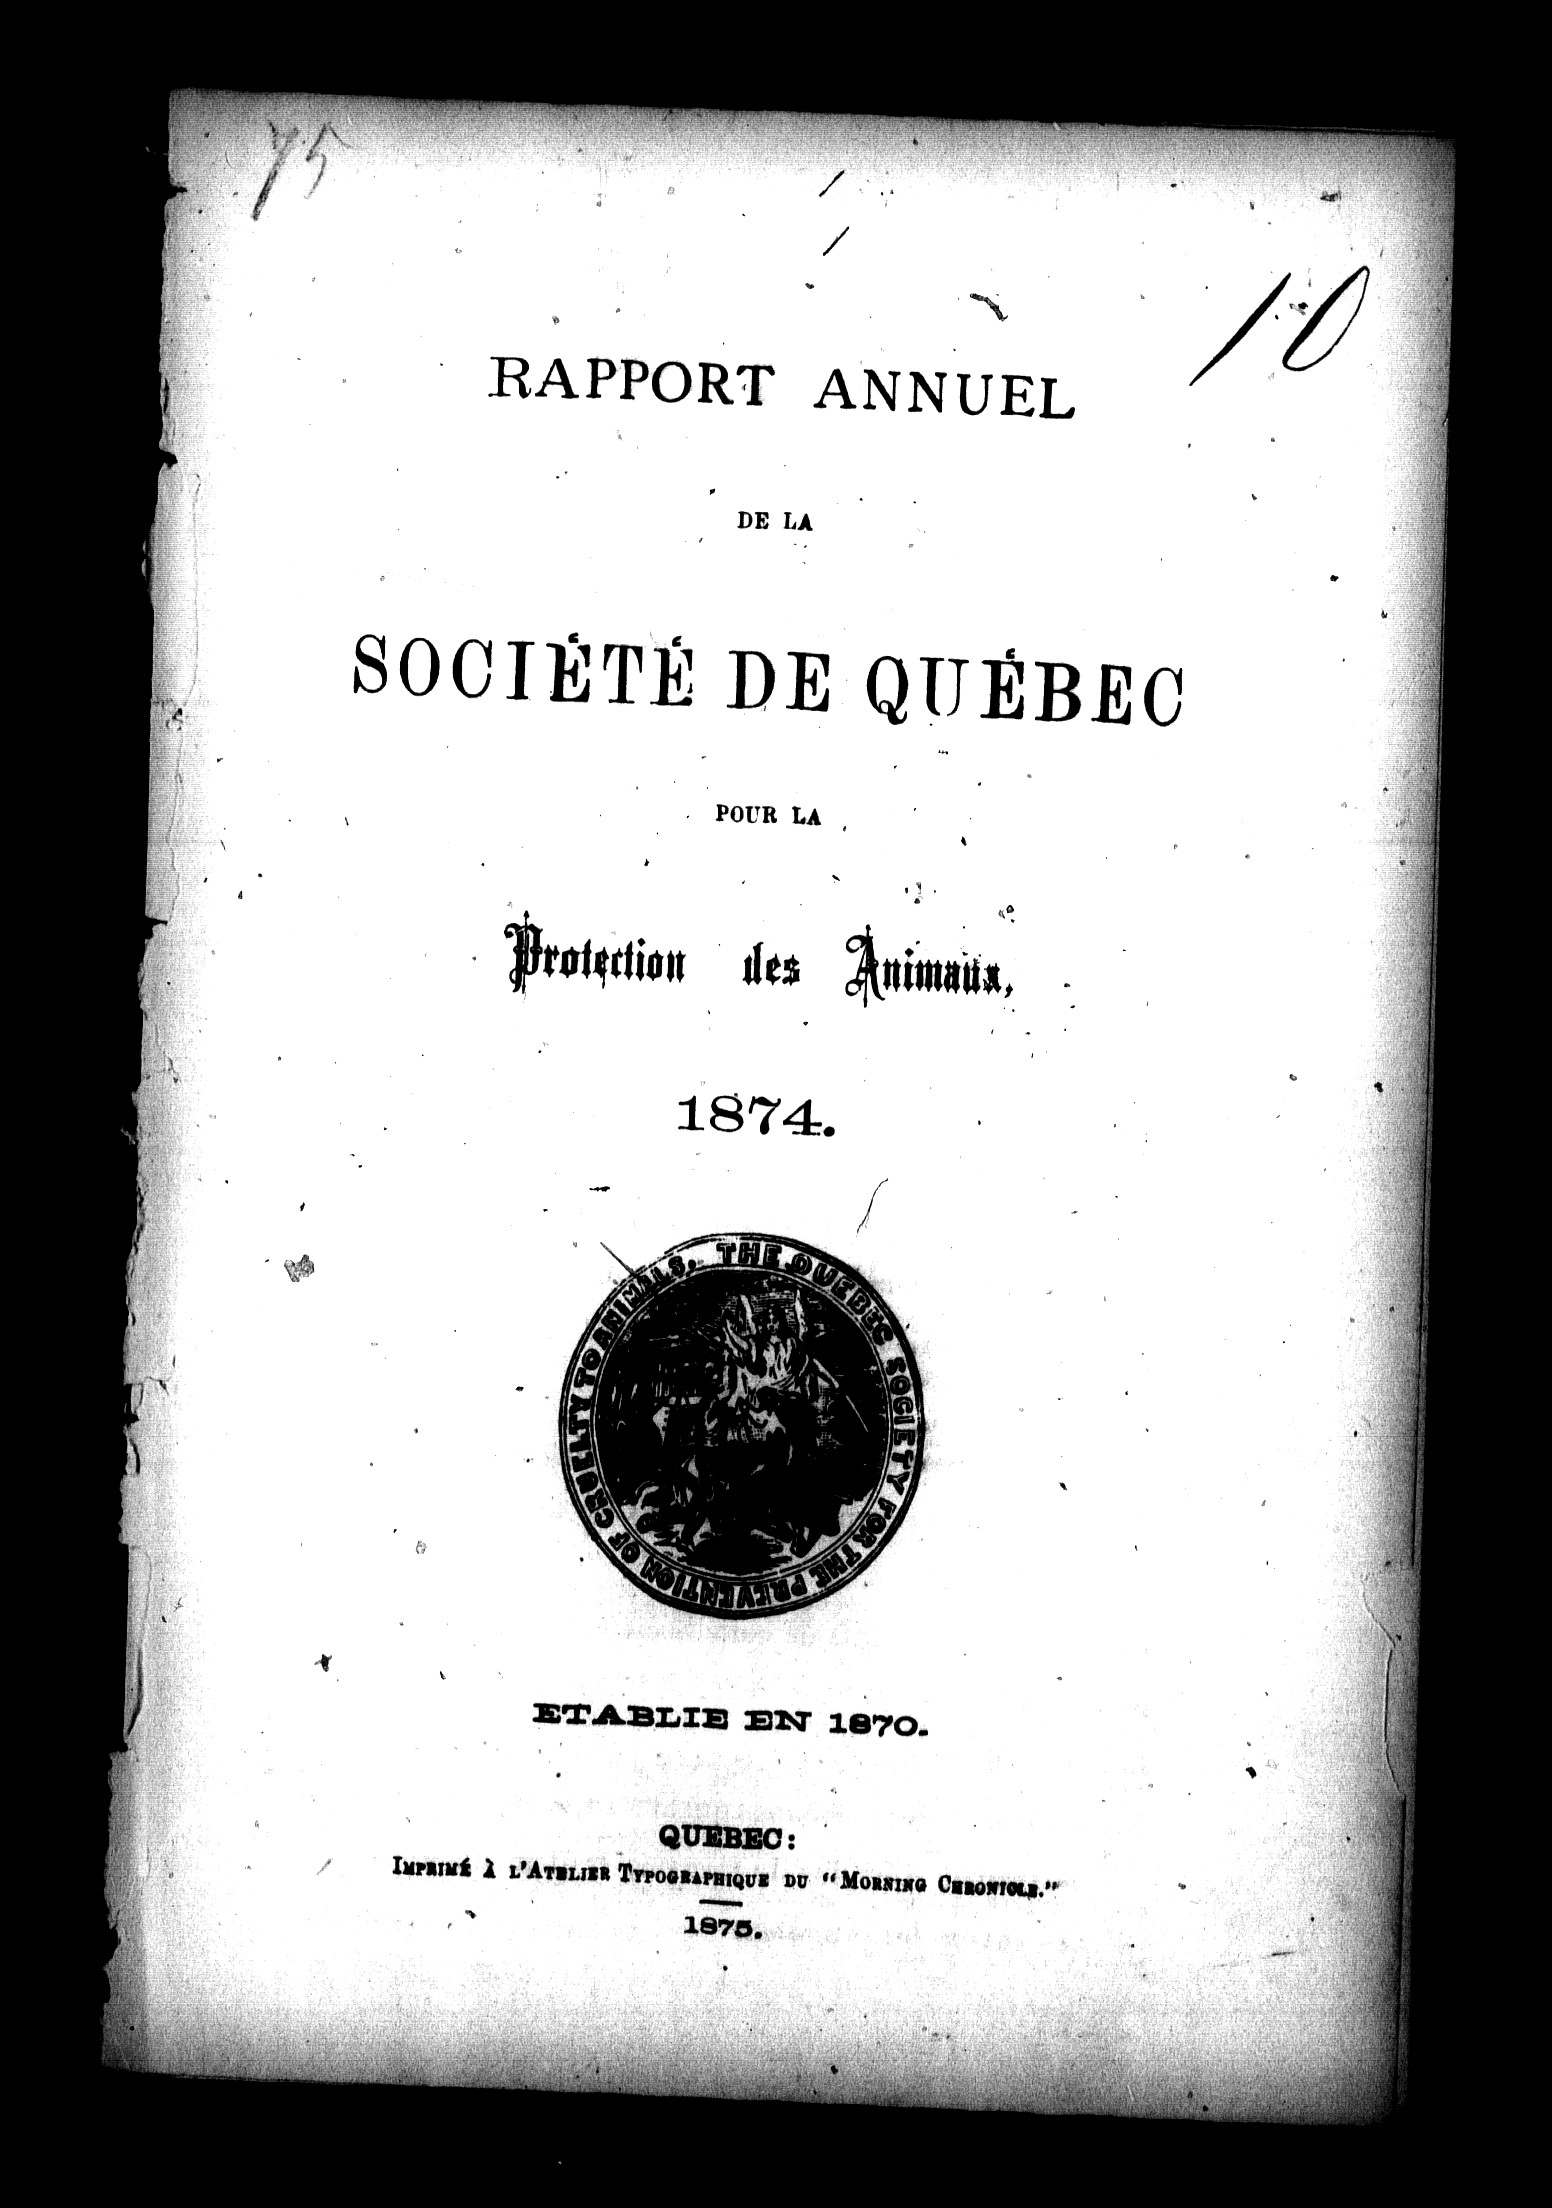 75
10
RAPPORT ANNUEL
DE LA
SOCIÉTÉ DE QUÉBEC
POUR LA
Protection des Animaux,
1874.
THE QUEBEC SOCIETY FOR THE PREVENTION OF CRUELTY TO ANIMALS.
ETABLIE EN 1870.
QUEBEC:
IMPRIMÉ À L'ATELIER TYPOGRAPHIQUE DU "MORNING CHRONICLE."
1875.